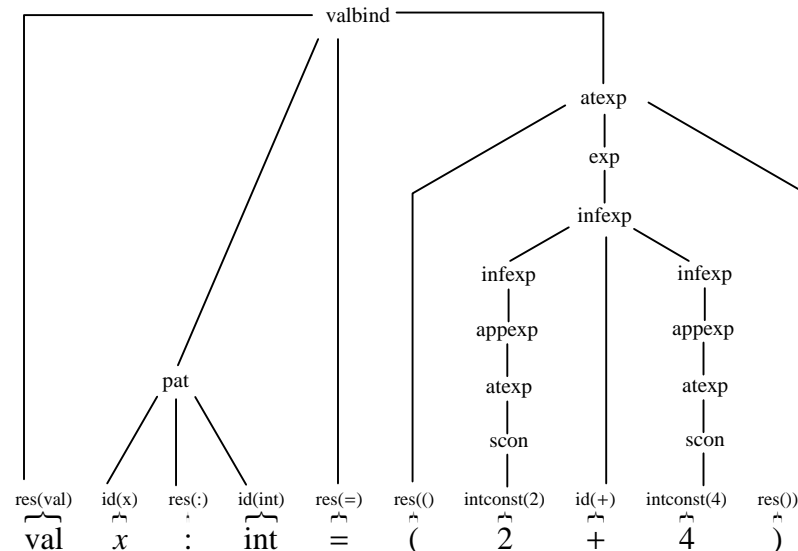 valbind
atexp
exp
infexp
infexp infexp
appexp appexp
pat atexp atexp
scon scon
res(val) id(x) res(:) id(int) res(=) res(() intconst(2) id(+) intconst(4) res())
val x : int = ( 2 + 4 )